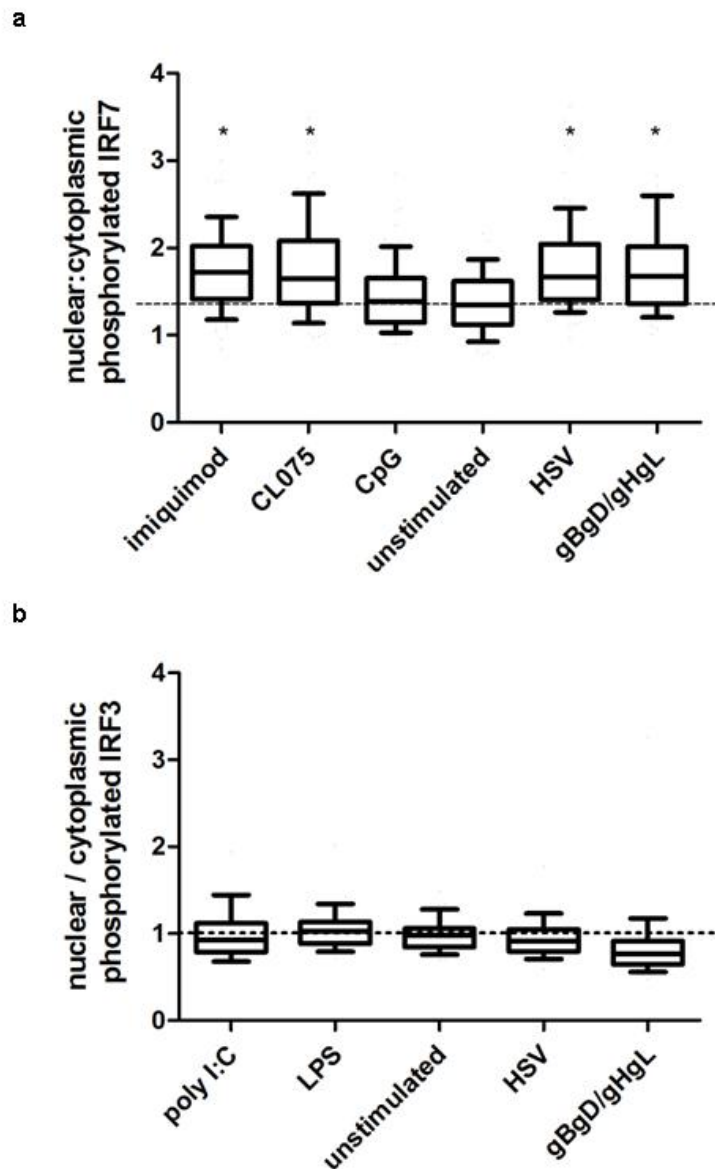 a
nuclear:cytoplasmic
phosphorylated IRF7
4
3
2
1
0
* * * *
imiquimod
CL075
CpG
unstimulated
HSV
gBgD/gHgL
b
nuclear / cytoplasmic
phosphorylated IRF3
4
3
2
1
0
poly I:C
LPS
unstimulated
HSV
gBgD/gHgL